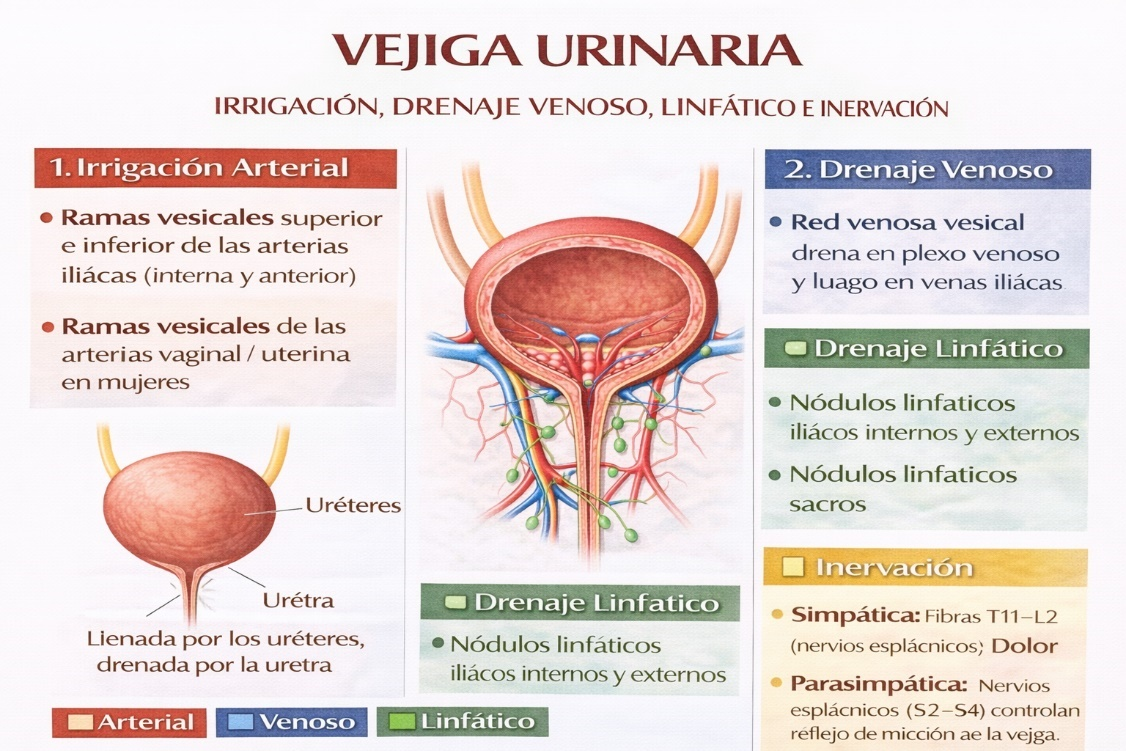 VEJIGA URINARIA
IRRIGACIÓN, DRENAJE VENOSO, LINFÁTICO E INERVACIÓN
1. Irrigación Arterial
• Ramas vesicales superior
e inferior de las arterias
iliácas (interna y anterior)
• Ramas vesicales de las
arterias vaginal / uterina
en mujeres
Uréteres
Urétra
Llenada por los uréteres,
drenada por la uretra
Arterial
Venoso
Linfático
Drenaje Linfatico
• Nódulos linfáticos
iliácos internos y externos
2. Drenaje Venoso
• Red venosa vesical
drena en plexo venoso
y luago en venas iliácas.
Drenaje Linfático
• Nódulos linfaticos
iliácos internos y externos
• Nódulos linfaticos
sacros
Inervación
• Simpática: Fibras T11–L2
(nervios esplácnicos; Dolor
• Parasimpática: Nervios
esplácnicos (S2–S4) controlan
réflejo de micción ae la vejga.